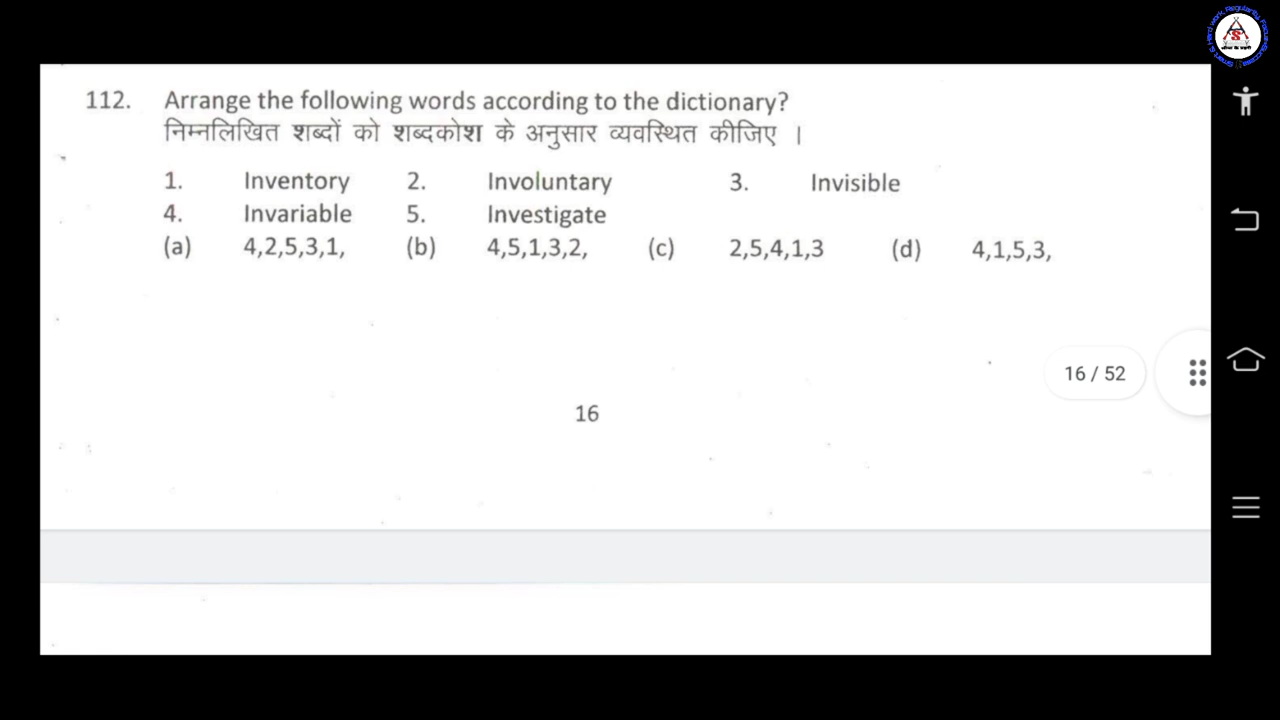 112. Arrange the following words according to the dictionary?
निम्नलिखित शब्दों को शब्दकोश के अनुसार व्यवस्थित कीजिए ।
1. Inventory 2. Involuntary 3. Invisible
4. Invariable 5. Investigate
(a) 4,2,5,3,1, (b) 4,5,1,3,2, (c) 2,5,4,1,3 (d) 4,1,5,3,
16 / 52
16